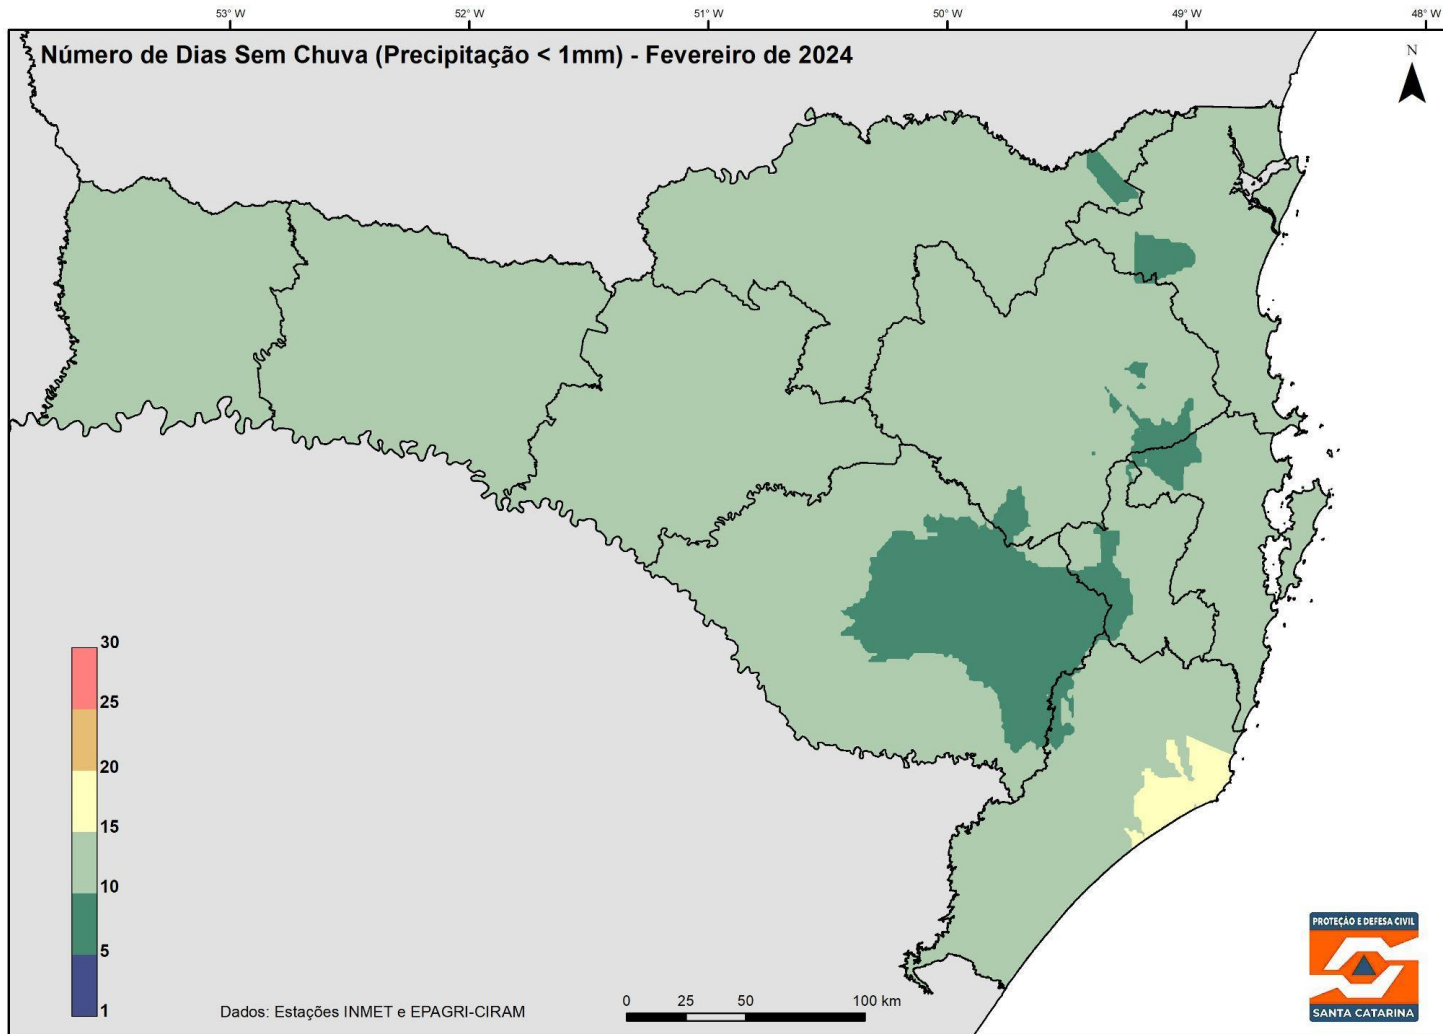 53° W
52° W
51° W
50° W
49° W
48° W
Número de Dias Sem Chuva (Precipitação < 1mm) - Fevereiro de 2024
N
30
25
20
15
10
5
1
Dados: Estações INMET e EPAGRI-CIRAM
0 25 50 100 km
PROTEÇÃO E DEFESA CIVIL
SANTA CATARINA